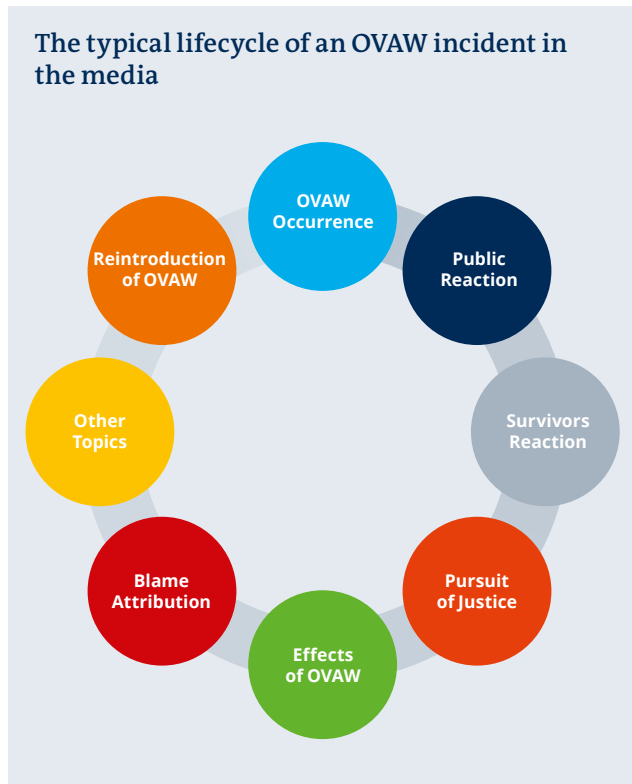 The typical lifecycle of an OVAW incident in
the media
OVAW
Occurrence
Public
Reaction
Survivors
Reaction
Pursuit
of Justice
Effects
of OVAW
Blame
Attribution
Other
Topics
Reintroduction
of OVAW